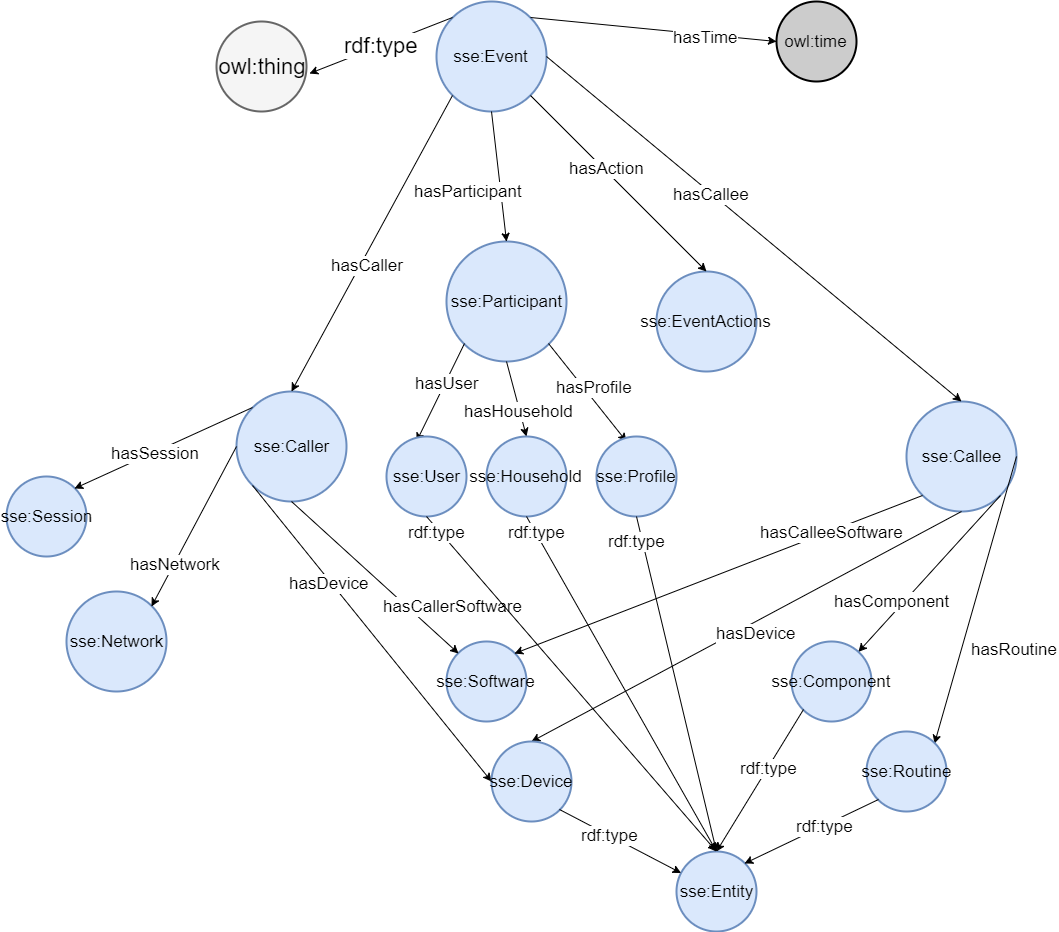 hasTime
owl:time
rdf:type
sse:Event
owl:thing
hasAction
hasParticipant
hasCallee
hasCaller
sse:Participant
sse:EventActions
hasUser
hasProfile
hasHousehold
sse:Caller
hasSession
sse:Callee
sse:User
sse:Household
sse:Profile
sse:Session
rdf:type
rdf:type
rdf:type
hasCalleeSoftware
hasNetwork
hasDevice
hasCallerSoftware
hasComponent
hasDevice
sse:Network
hasRoutine
sse:Software
sse:Component
rdf:type
sse:Routine
sse:Device
rdf:type
rdf:type
sse:Entity